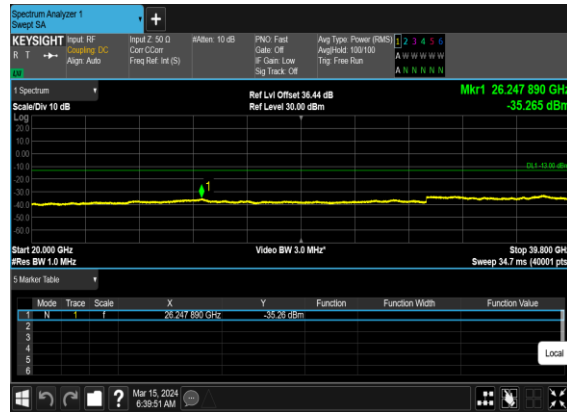 Spectrum Analyzer 1
Swept SA
KEYSIGHT
R T
Input: RF
Coupling: DC
Align: Auto
Input Z: 50 Ω
Corr CCorr
Freq Ref: Int (S)
#Atten: 10 dB
PNO: Fast
Gate: Off
IF Gain: Low
Sig Track: Off
Avg Type: Power (RMS)
Avg|Hold: 100/100
Trig: Free Run
1 2 3 4 5 6
A W W W W W
A N N N N N
1 Spectrum
Scale/Div 10 dB
Ref Lvl Offset 36.44 dB
Ref Level 30.00 dBm
Mkr1 26.247 890 GHz
-35.265 dBm
Log
20.0
10.0
0.00
-10.0
-20.0
-30.0
-40.0
-50.0
-60.0
DL1 -13.00 dBm
1
Start 20.000 GHz
#Res BW 1.0 MHz
Video BW 3.0 MHz*
Stop 39.800 GHz
Sweep 34.7 ms (40001 pts)
5 Marker Table
Mode Trace Scale X Y Function Function Width Function Value
1 N 1 f 26.247 890 GHz -35.26 dBm
2
3
4
5
6
Local
?
Mar 15, 2024
6:39:51 AM